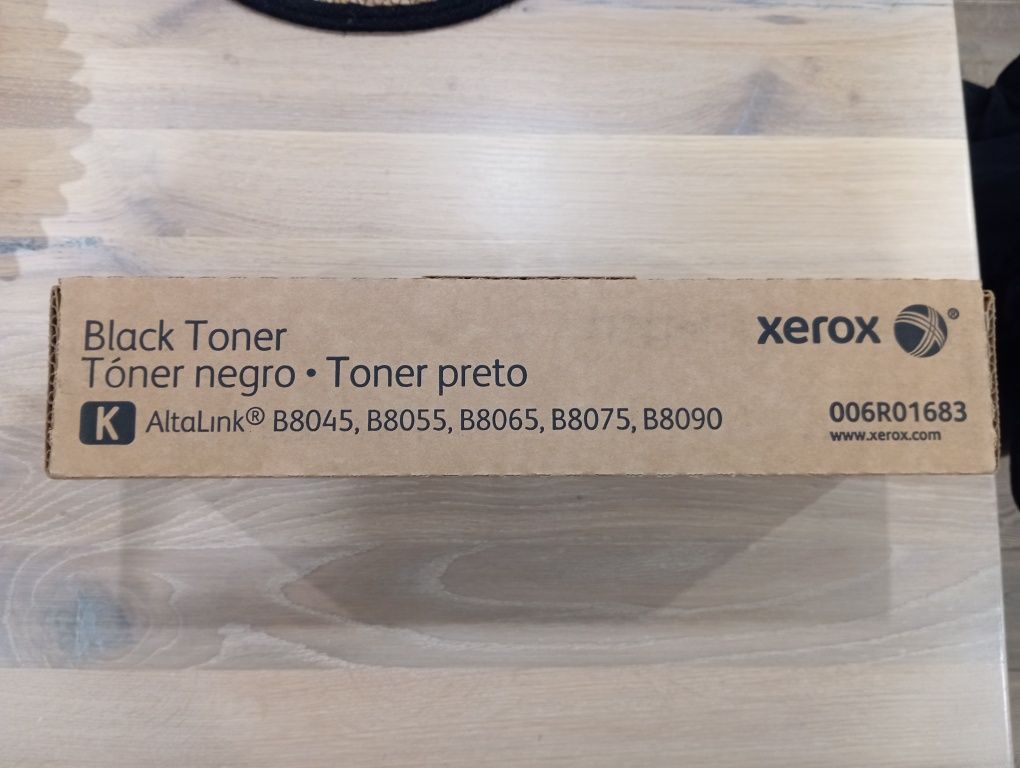 Black Toner
Tóner negro • Toner preto
K AltaLink® B8045, B8055, B8065, B8075, B8090
xerox ®
006R01683
www.xerox.com